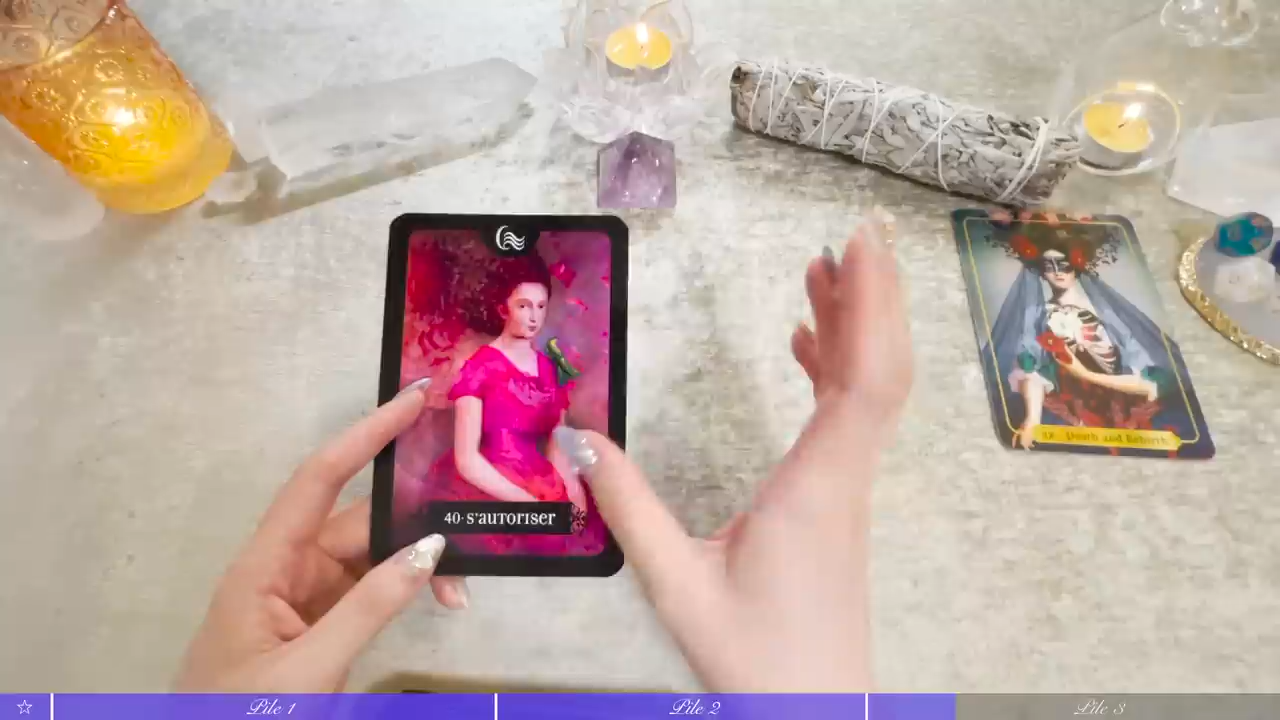 40·S'AUTORISER
Death and Rebirth
Pile 1
Pile 2
Pile 3